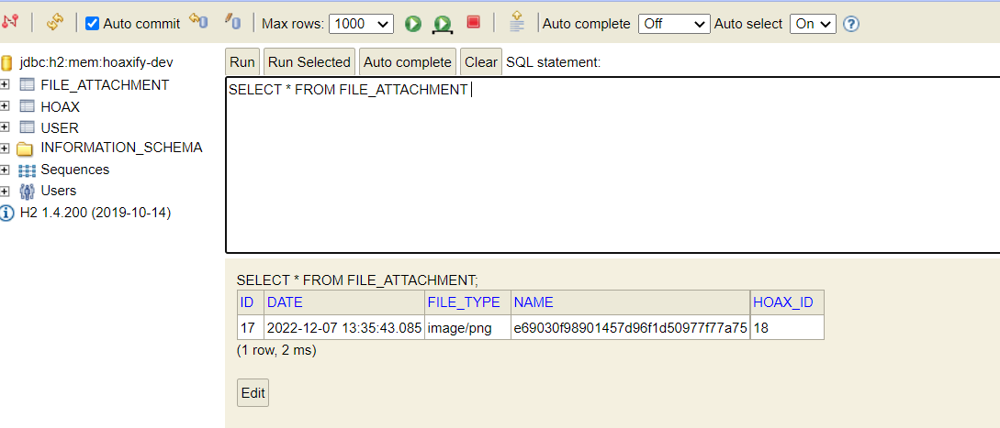 Auto commit Max rows: 1000 Auto complete Off Auto select On
jdbc:h2:mem:hoaxify-dev
FILE_ATTACHMENT
HOAX
USER
INFORMATION_SCHEMA
Sequences
Users
H2 1.4.200 (2019-10-14)
Run Run Selected Auto complete Clear SQL statement:
SELECT * FROM FILE_ATTACHMENT
SELECT * FROM FILE_ATTACHMENT;
ID DATE FILE_TYPE NAME HOAX_ID
17 2022-12-07 13:35:43.085 image/png e69030f98901457d96f1d50977f77a75 18
(1 row, 2 ms)
Edit